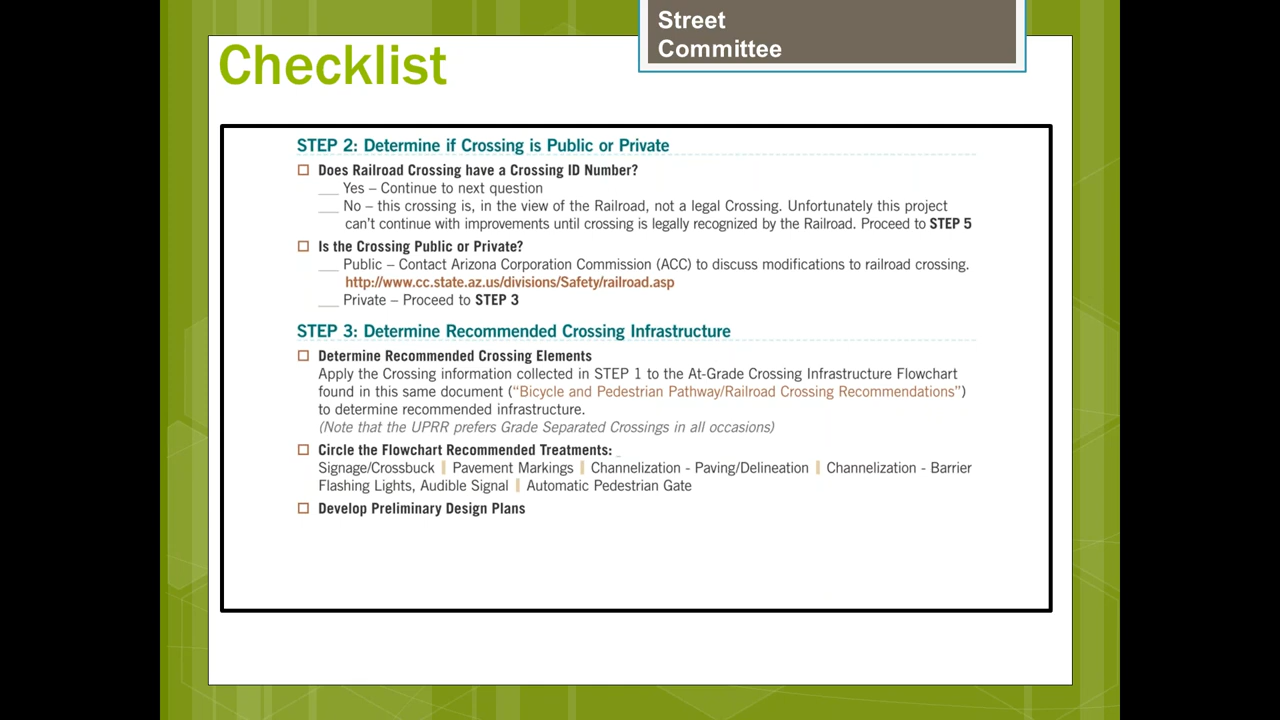 Street
Committee
Checklist
STEP 2: Determine if Crossing is Public or Private
Does Railroad Crossing have a Crossing ID Number?
___ Yes – Continue to next question
___ No – this crossing is, in the view of the Railroad, not a legal Crossing. Unfortunately this project
can't continue with improvements until crossing is legally recognized by the Railroad. Proceed to STEP 5
Is the Crossing Public or Private?
___ Public – Contact Arizona Corporation Commission (ACC) to discuss modifications to railroad crossing.
http://www.cc.state.az.us/divisions/Safety/railroad.asp
___ Private – Proceed to STEP 3
STEP 3: Determine Recommended Crossing Infrastructure
Determine Recommended Crossing Elements
Apply the Crossing information collected in STEP 1 to the At-Grade Crossing Infrastructure Flowchart
found in this same document (“Bicycle and Pedestrian Pathway/Railroad Crossing Recommendations”)
to determine recommended infrastructure.
(Note that the UPRR prefers Grade Separated Crossings in all occasions)
Circle the Flowchart Recommended Treatments:
Signage/Crossbuck | Pavement Markings | Channelization - Paving/Delineation | Channelization - Barrier
Flashing Lights, Audible Signal | Automatic Pedestrian Gate
Develop Preliminary Design Plans